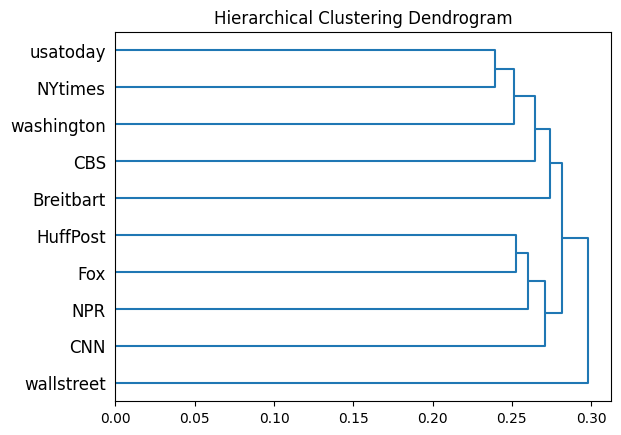 Hierarchical Clustering Dendrogram
usatoday
NYtimes
washington
CBS
Breitbart
HuffPost
Fox
NPR
CNN
wallstreet
0.00 0.05 0.10 0.15 0.20 0.25 0.30